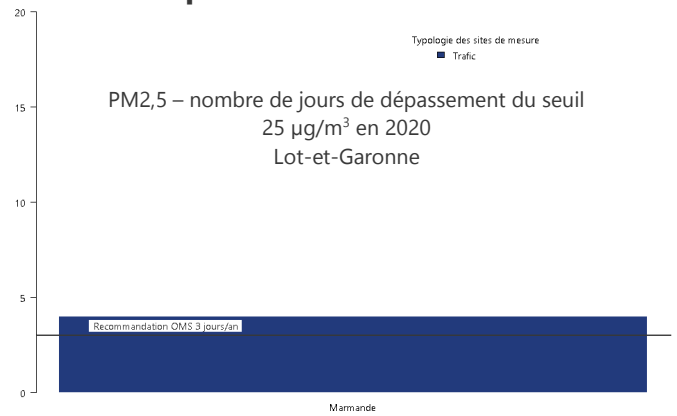 20
Typologie des sites de mesure
Trafic
PM2,5 – nombre de jours de dépassement du seuil
15
25 µg/m³ en 2020
Lot-et-Garonne
10
5
Recommandation OMS 3 jours/an
0
Marmande